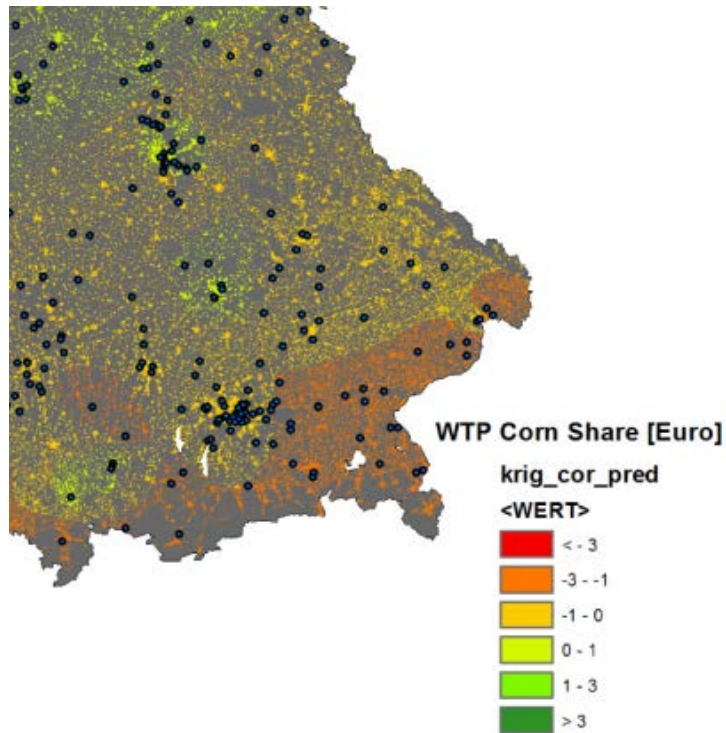 WTP Corn Share [Euro]
krig_cor_pred
<WERT>
< - 3
-3 - -1
-1 - 0
0 - 1
1 - 3
> 3